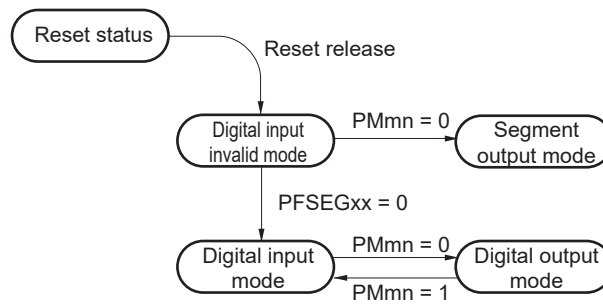 Reset status
Reset release
Digital input
invalid mode
PMmn = 0
Segment
output mode
PFSEGxx = 0
Digital input
mode
PMmn = 0
PMmn = 1
Digital output
mode